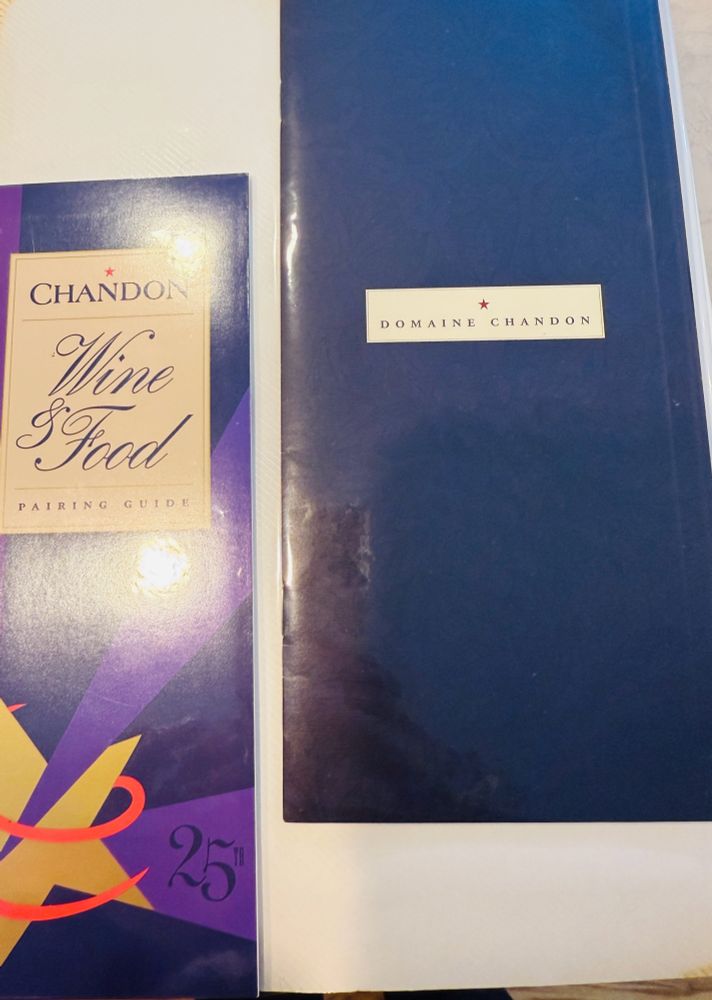 CHANDON
Wine
& Food
PAIRING GUIDE
25TH
DOMAINE CHANDON